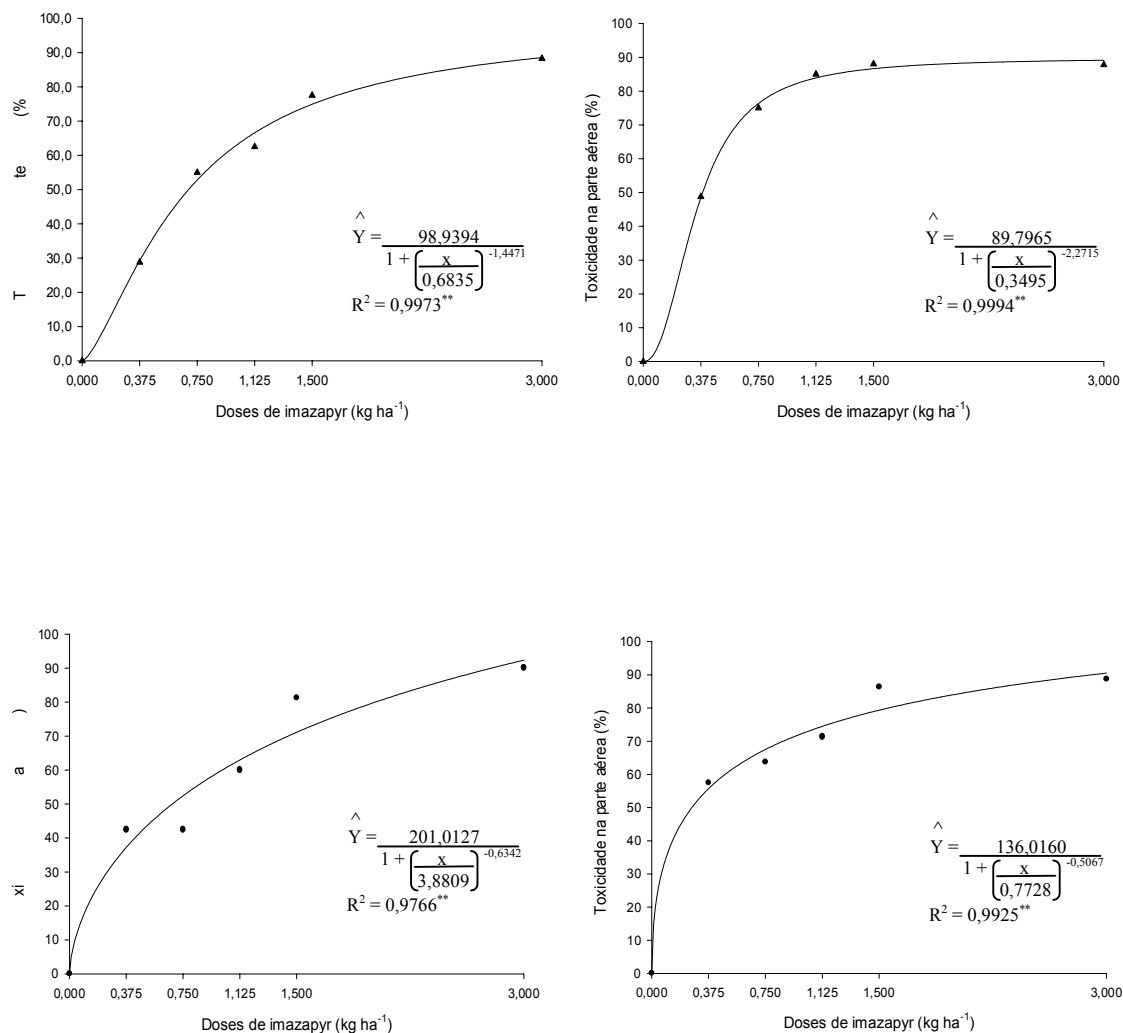 100,0
90,0
80,0
70,0
60,0
50,0
40,0
30,0
20,0
10,0
0,0
T te (%
0,000 0,375 0,750 1,125 1,500 3,000
Doses de imazapyr (kg ha⁻¹)
Ŷ = 98,9394
1 + [x / 0,6835]^-1,4471
R² = 0,9973**
100
90
80
70
60
50
40
30
20
10
0
Toxicidade na parte aérea (%)
0,000 0,375 0,750 1,125 1,500 3,000
Doses de imazapyr (kg ha⁻¹)
Ŷ = 89,7965
1 + [x / 0,3495]^-2,2715
R² = 0,9994**
100
90
80
70
60
50
40
30
20
10
0
xi a )
0,000 0,375 0,750 1,125 1,500 3,000
Doses de imazapyr (kg ha⁻¹)
Ŷ = 201,0127
1 + [x / 3,8809]^-0,6342
R² = 0,9766**
100
90
80
70
60
50
40
30
20
10
0
Toxicidade na parte aérea (%)
0,000 0,375 0,750 1,125 1,500 3,000
Doses de imazapyr (kg ha⁻¹)
Ŷ = 136,0160
1 + [x / 0,7728]^-0,5067
R² = 0,9925**